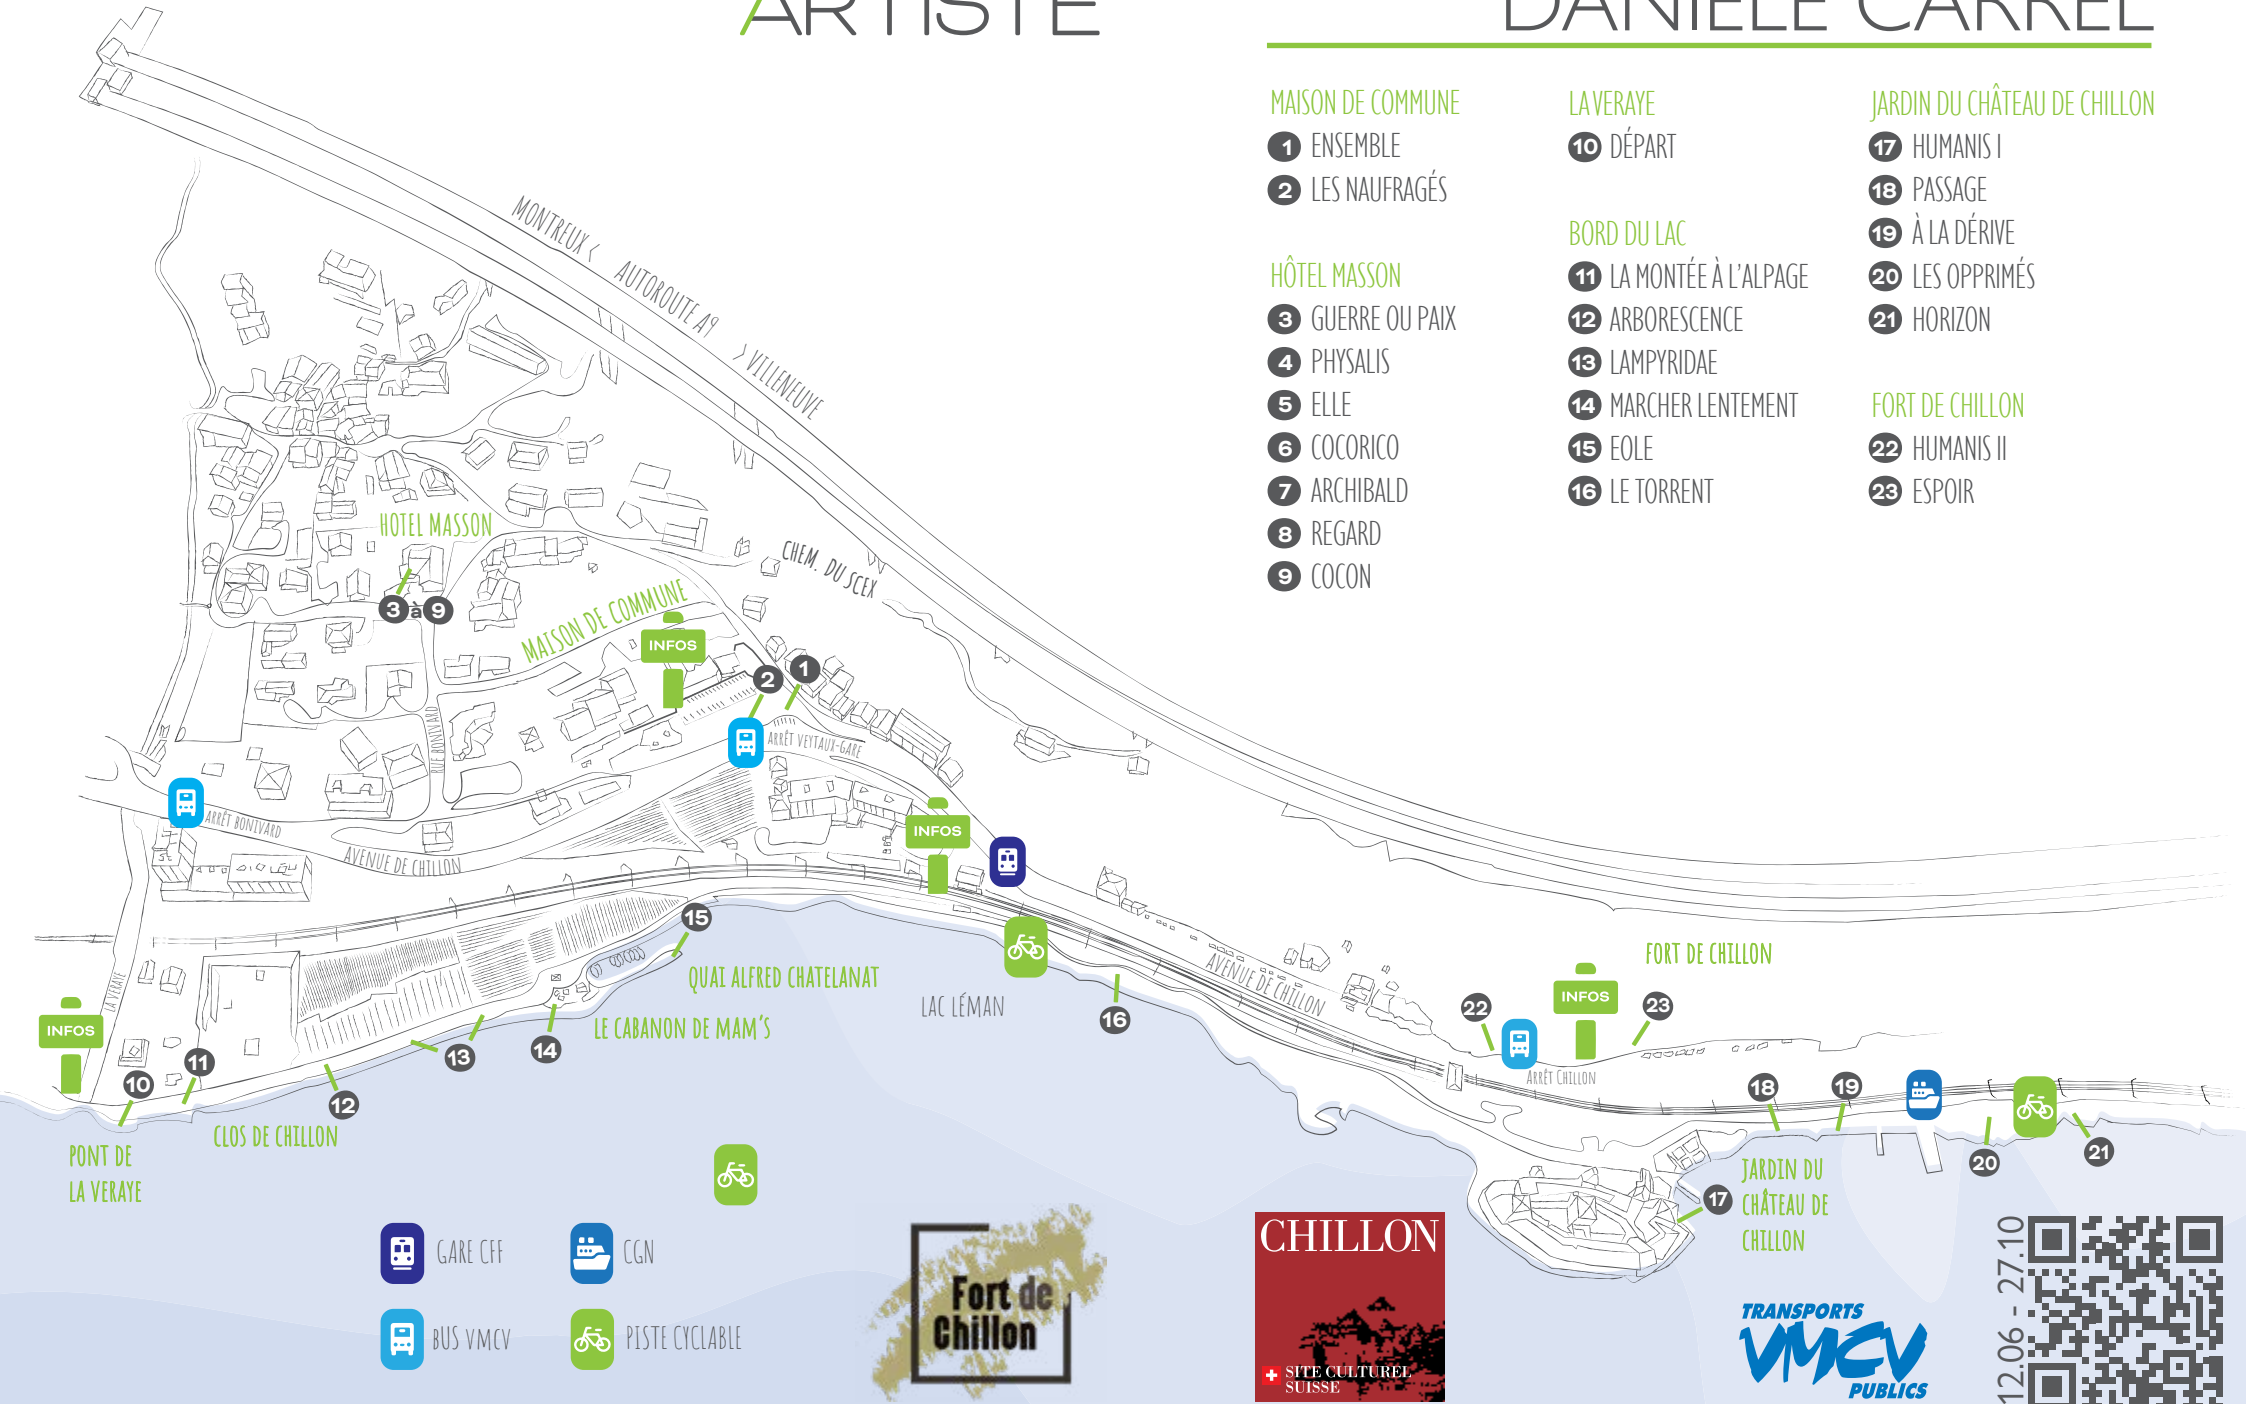 ARTISTE
DANIÈLE CARREL
MAISON DE COMMUNE
1 ENSEMBLE
2 LES NAUFRAGÉS
HÔTEL MASSON
3 GUERRE OU PAIX
4 PHYSALIS
5 ELLE
6 COCORICO
7 ARCHIBALD
8 REGARD
9 COCON
LA VERAYE
10 DÉPART
BORD DU LAC
11 LA MONTÉE À L'ALPAGE
12 ARBORESCENCE
13 LAMPYRIDAE
14 MARCHER LENTEMENT
15 EOLE
16 LE TORRENT
JARDIN DU CHÂTEAU DE CHILLON
17 HUMANIS I
18 PASSAGE
19 À LA DÉRIVE
20 LES OPPRIMÉS
21 HORIZON
FORT DE CHILLON
22 HUMANIS II
23 ESPOIR
MONTREUX <
AUTOROUTE A9
> VILLENEUVE
HOTEL MASSON
3 à 9
CHEM. DU SCEX
MAISON DE COMMUNE
INFOS
2
1
ARRÊT VEYTAUX-GARE
RUE BONIVARD
ARRÊT BONIVARD
AVENUE DE CHILLON
INFOS
15
QUAI ALFRED CHATELANAT
LAC LÉMAN
LE CABANON DE MAM'S
AVENUE DE CHILLON
16
FORT DE CHILLON
INFOS
22
23
ARRÊT CHILLON
LA VERAYE
INFOS
10
11
12
13
14
CLOS DE CHILLON
PONT DE
LA VERAYE
18
19
20
21
17
JARDIN DU
CHÂTEAU DE
CHILLON
GARE CFF
CGN
BUS VMCV
PISTE CYCLABLE
Fort de
Chillon
CHILLON
SITE CULTUREL
SUISSE
TRANSPORTS
VMCV
PUBLICS
12.06 - 27.10